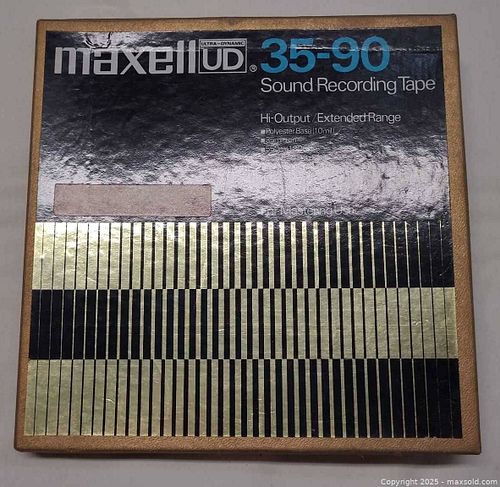 maxell UD ULTRA-DYNAMIC ® 35-90
Sound Recording Tape
Hi-Output / Extended Range
■ Polyester Base (1.0 mil)
Copyright 2025 - maxsold.com